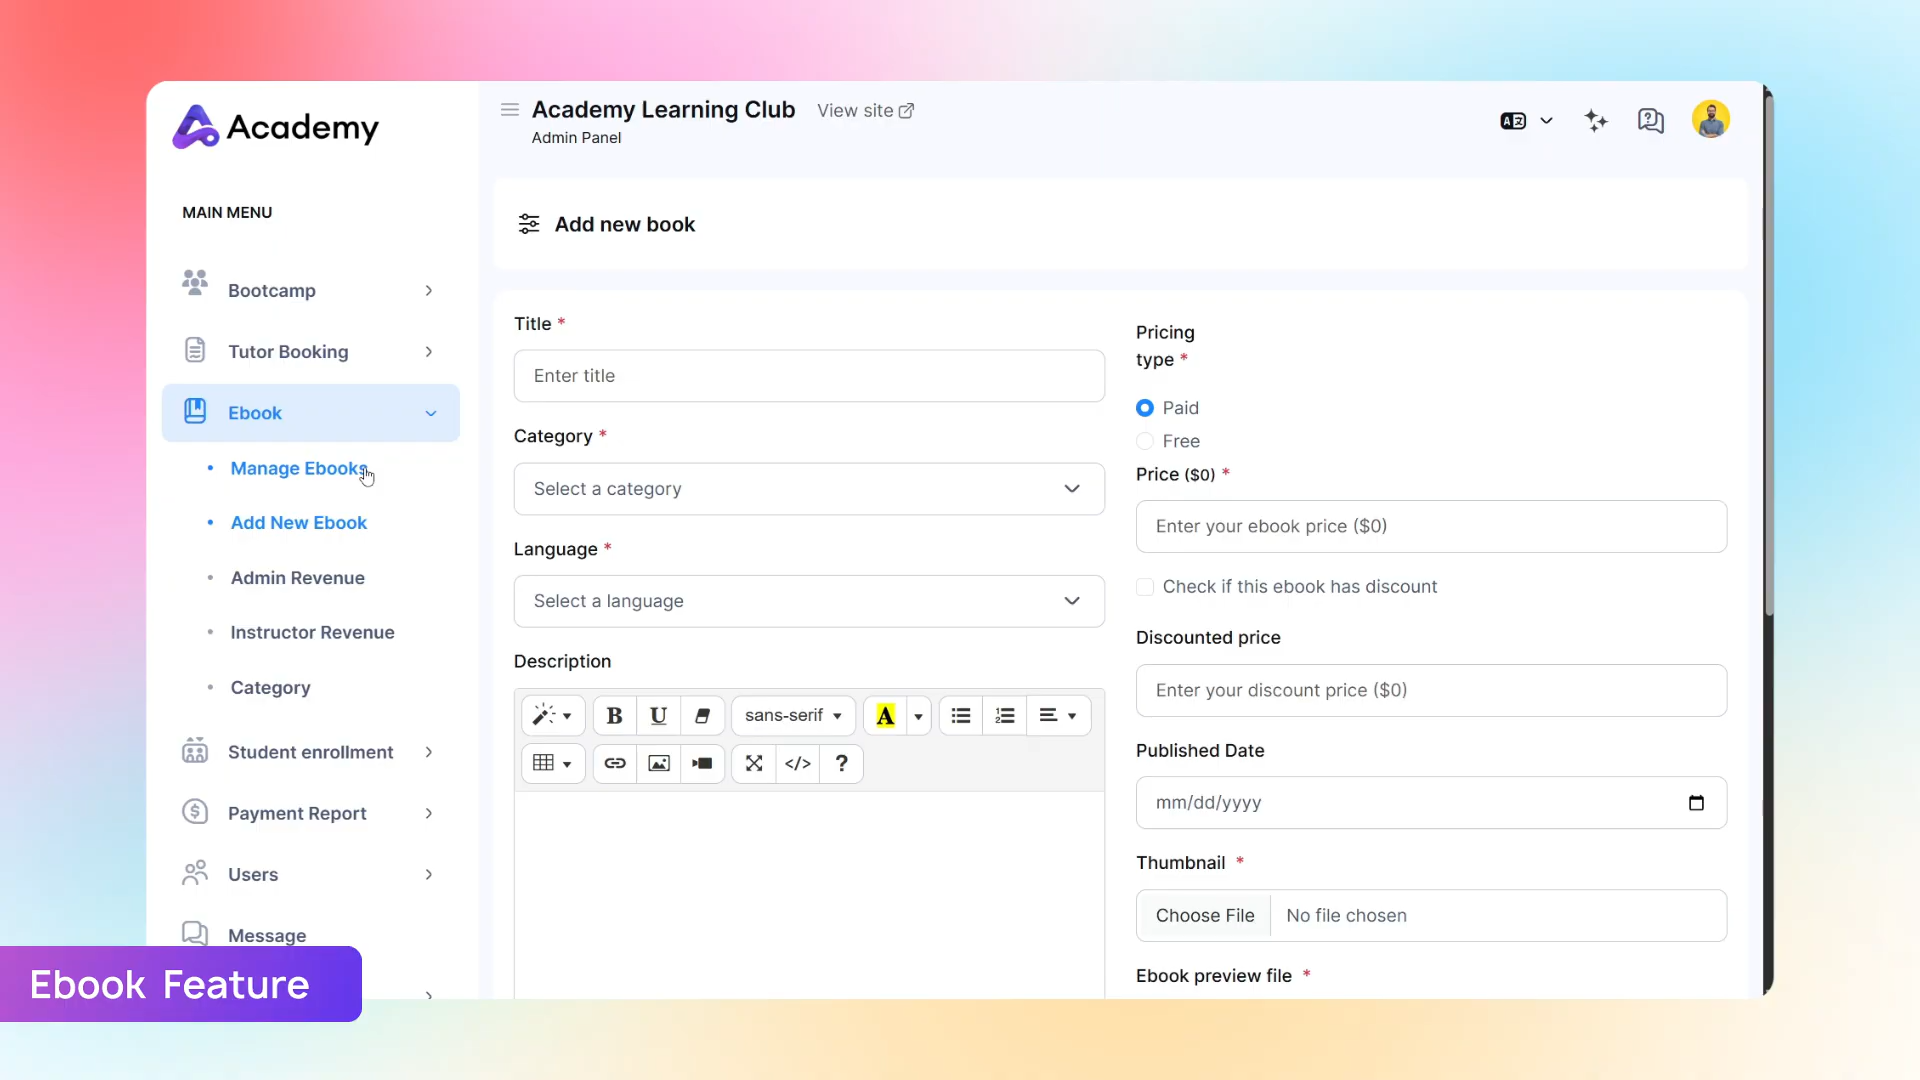 Academy
MAIN MENU
Bootcamp
Tutor Booking
Ebook
Manage Ebooks
Add New Ebook
Admin Revenue
Instructor Revenue
Category
Student enrollment
Payment Report
Users
Message
Ebook Feature
Academy Learning Club
View site
Admin Panel
Add new book
Title *
Enter title
Category *
Select a category
Language *
Select a language
Description
B U sans-serif A
</> ?
Pricing
type *
Paid
Free
Price ($0) *
Enter your ebook price ($0)
Check if this ebook has discount
Discounted price
Enter your discount price ($0)
Published Date
mm/dd/yyyy
Thumbnail *
Choose File No file chosen
Ebook preview file *